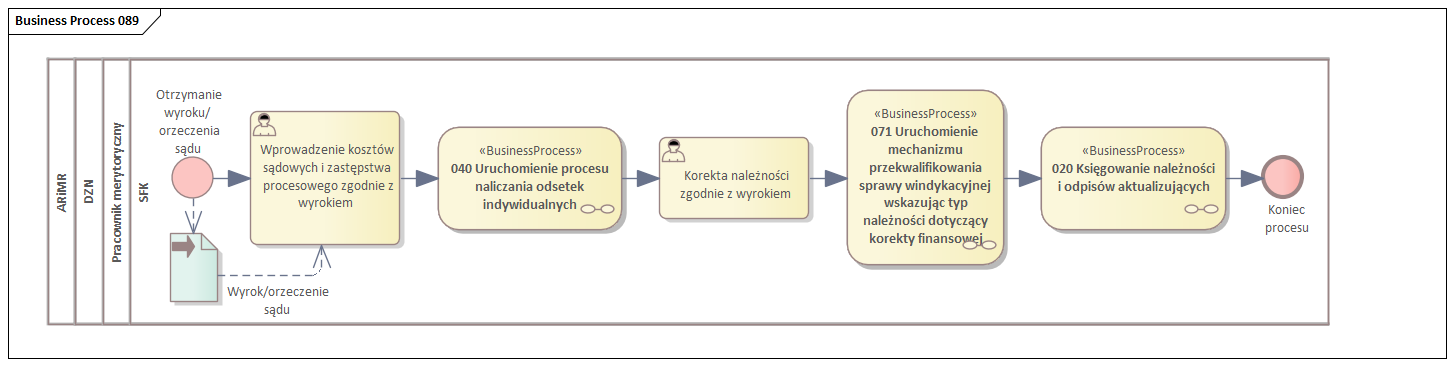 Business Process 089
ARiMR
DZN
Pracownik merytoryczny
SFK
Otrzymanie
wyroku/
orzeczenia
sądu
Wyrok/orzeczenie
sądu
Wprowadzenie kosztów
sądowych i zastępstwa
procesowego zgodnie z
wyrokiem
«BusinessProcess»
040 Uruchomienie procesu
naliczania odsetek
indywidualnych
Korekta należności
zgodnie z wyrokiem
«BusinessProcess»
071 Uruchomienie
mechanizmu
przekwalifikowania
sprawy windykacyjnej
wskazując typ
należności dotyczący
korekty finansowej
«BusinessProcess»
020 Księgowanie należności
i odpisów aktualizujących
Koniec
procesu